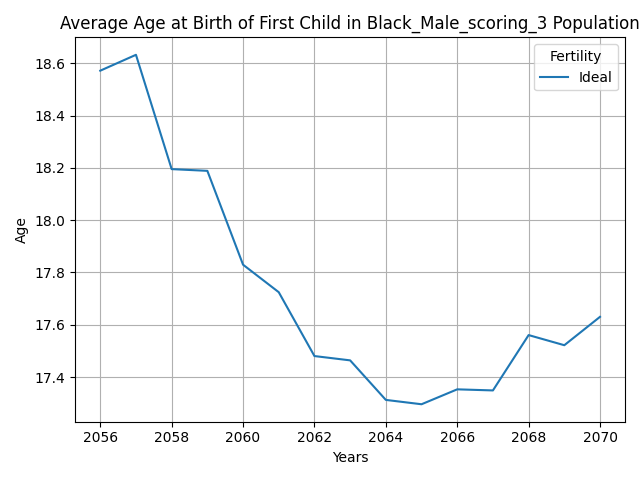 Average Age at Birth of First Child in Black_Male_scoring_3 Population
Fertility
Ideal
18.6
18.4
18.2
18.0
17.8
17.6
17.4
Age
2056 2058 2060 2062 2064 2066 2068 2070
Years